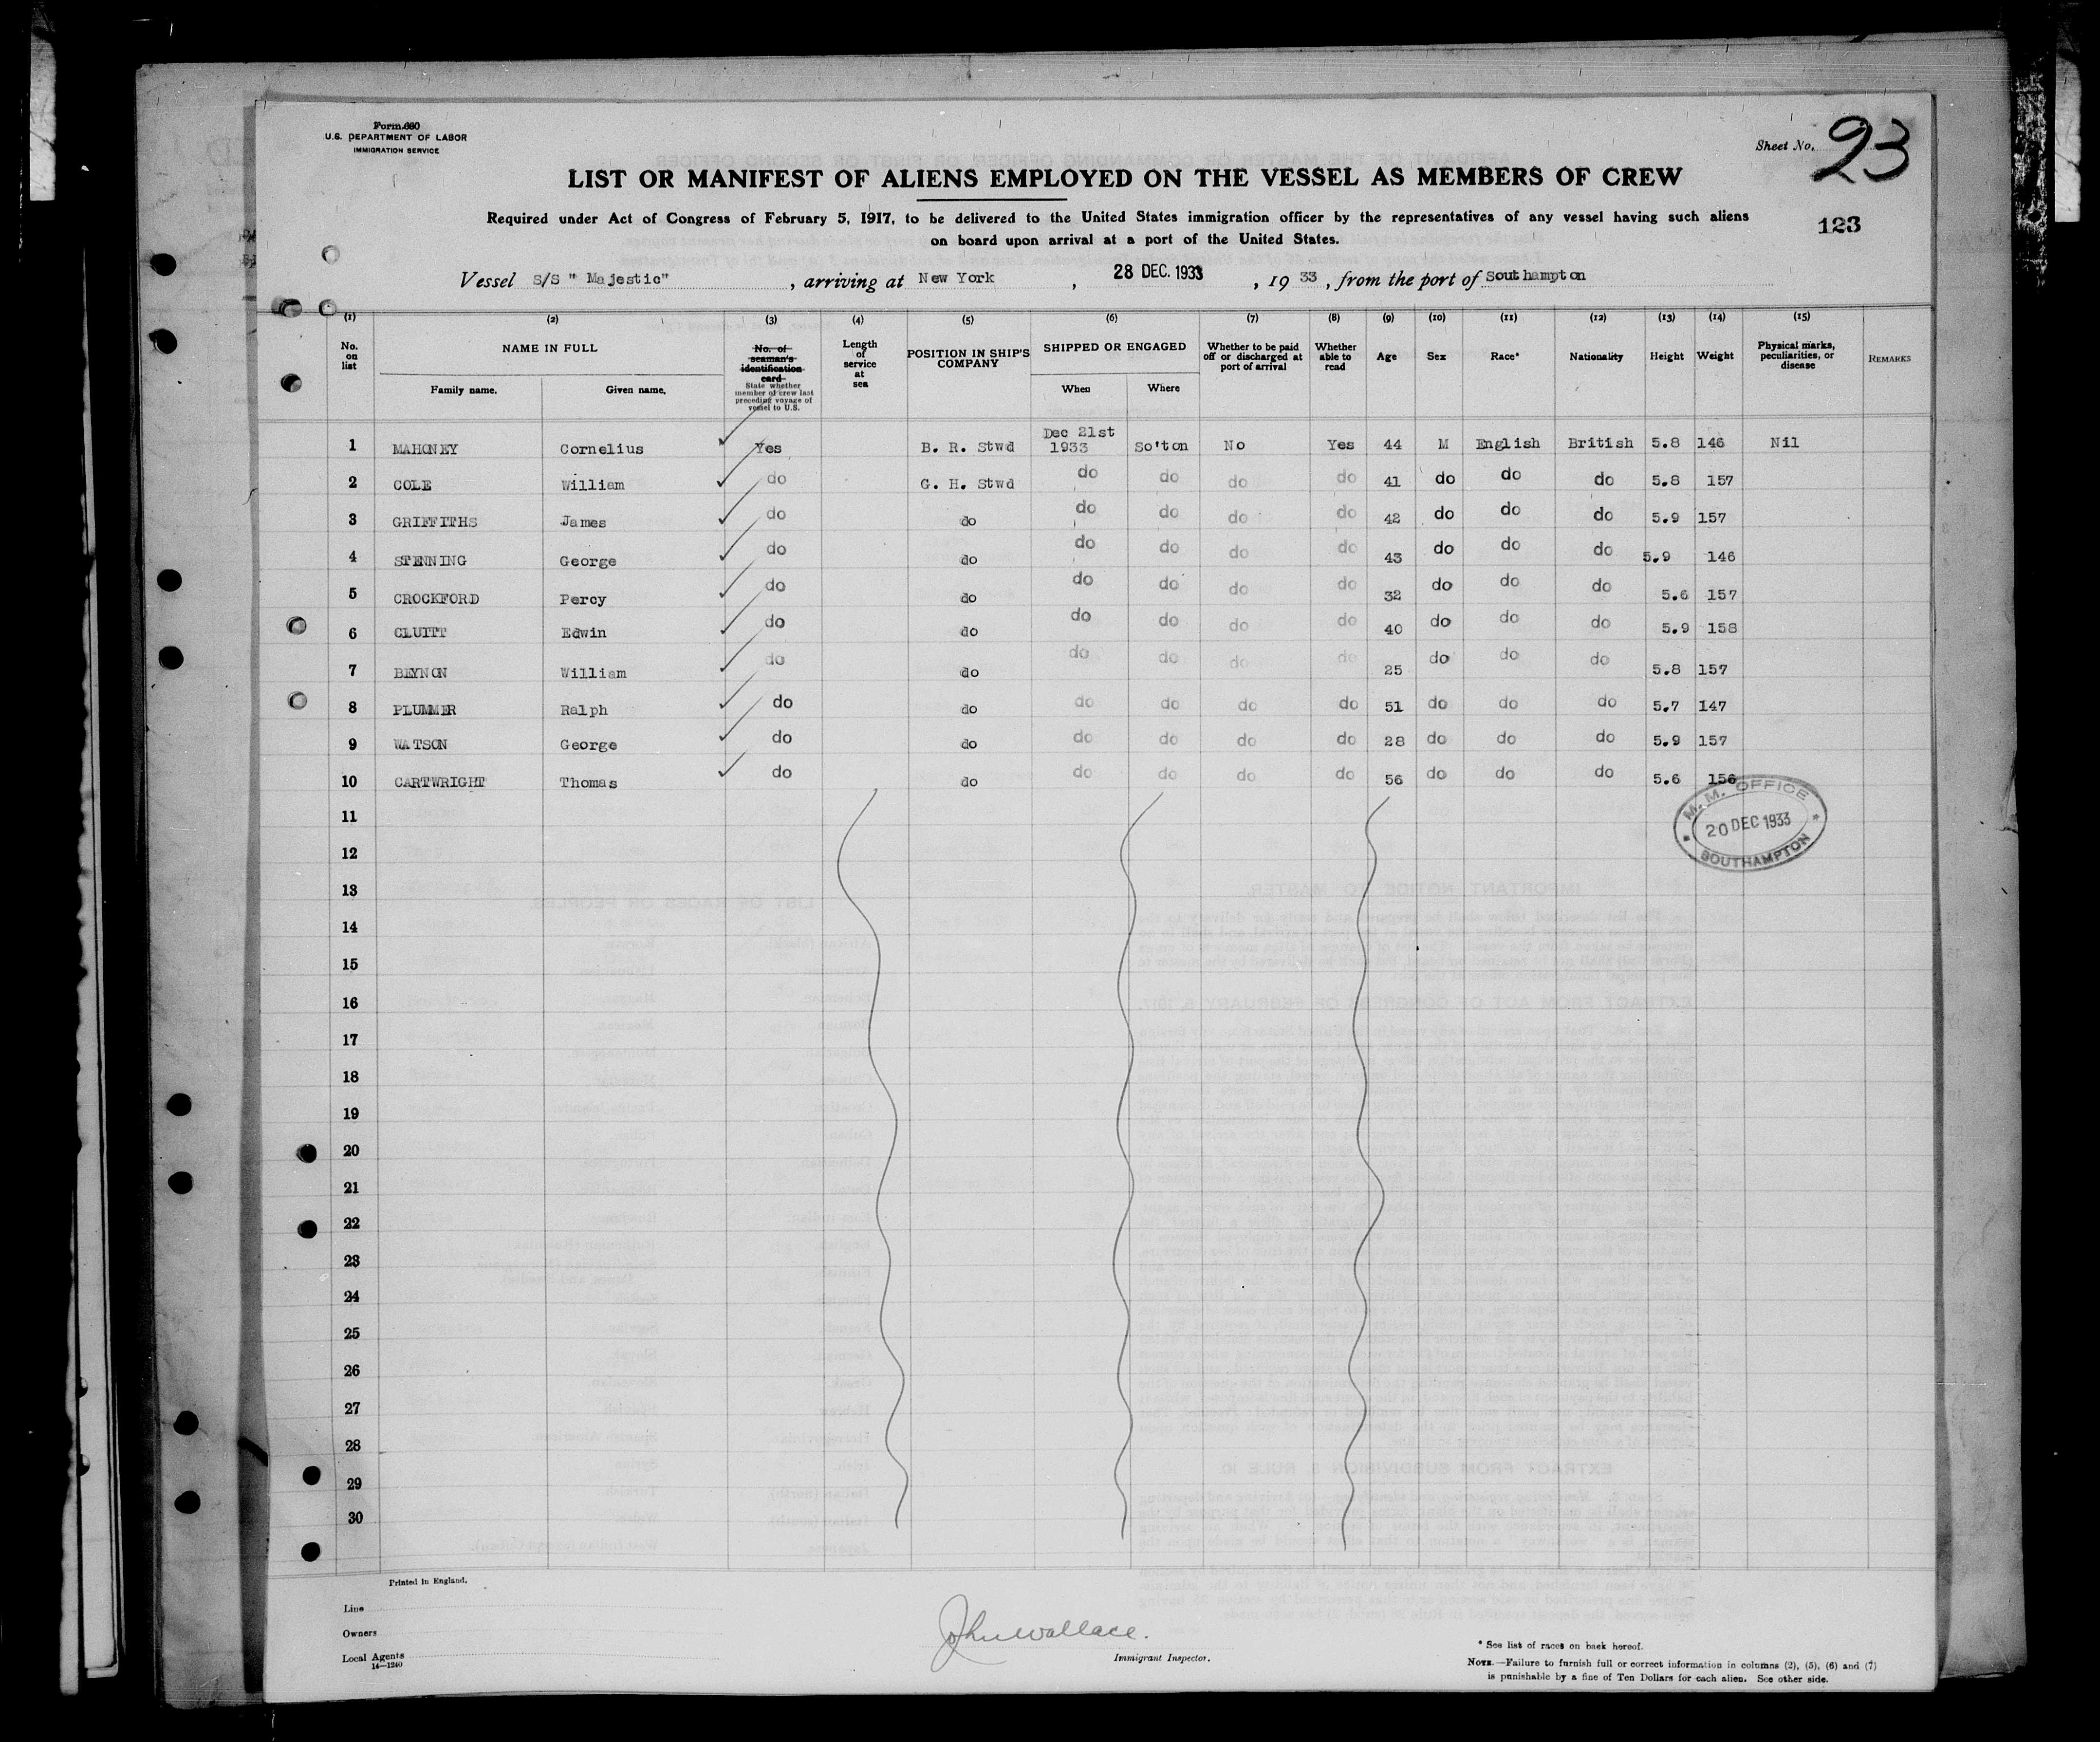 Form 680
U.S. DEPARTMENT OF LABOR
IMMIGRATION SERVICE
Sheet No. 23
LIST OR MANIFEST OF ALIENS EMPLOYED ON THE VESSEL AS MEMBERS OF CREW
Required under Act of Congress of February 5, 1917, to be delivered to the United States immigration officer by the representatives of any vessel having such aliens
on board upon arrival at a port of the United States.
123
Vessel S/S " Majestic" , arriving at New York , 28 DEC. 1933 , 19 33 , from the port of Southampton
(1) (2) (3) (4) (5) (6) (7) (8) (9) (10) (11) (12) (13) (14) (15)
No. on list NAME IN FULL Family name. Given name. No. of seaman's identification card State whether member of crew last preceding voyage of vessel to U.S. Length of service at sea POSITION IN SHIP'S COMPANY SHIPPED OR ENGAGED When Where Whether to be paid off or discharged at port of arrival Whether able to read Age Sex Race* Nationality Height Weight Physical marks, peculiarities, or disease REMARKS
1 MAHONEY Cornelius Yes B. R. Stwd Dec 21st 1933 So'ton No Yes 44 M English British 5.8 146 Nil
2 COLE William do G. H. Stwd do do do do 41 do do do 5.8 157
3 GRIFFITHS James do do do do do do 42 do do do 5.9 157
4 STENNING George do do do do do do 43 do do do 5.9 146
5 CROCKFORD Percy do do do do do do 32 do do do 5.6 157
6 CLUITT Edwin do do do do do do 40 do do do 5.9 158
7 BEYNON William do do do do do do 25 do do do 5.8 157
8 PLUMMER Ralph do do do do do do 51 do do do 5.7 147
9 WATSON George do do do do do do 28 do do do 5.9 157
10 CARTWRIGHT Thomas do do do do do do 56 do do do 5.6 156
M. M. OFFICE
20 DEC 1933
SOUTHAMPTON
11
12
13
14
15
16
17
18
19
20
21
22
23
24
25
26
27
28
29
30
Printed in England.
Line
Owners
Local Agents
14—1240
John Wallace.
Immigrant Inspector.
* See list of races on back hereof.
NOTE.—Failure to furnish full or correct information in columns (2), (5), (6) and (7)
is punishable by a fine of Ten Dollars for each alien. See other side.